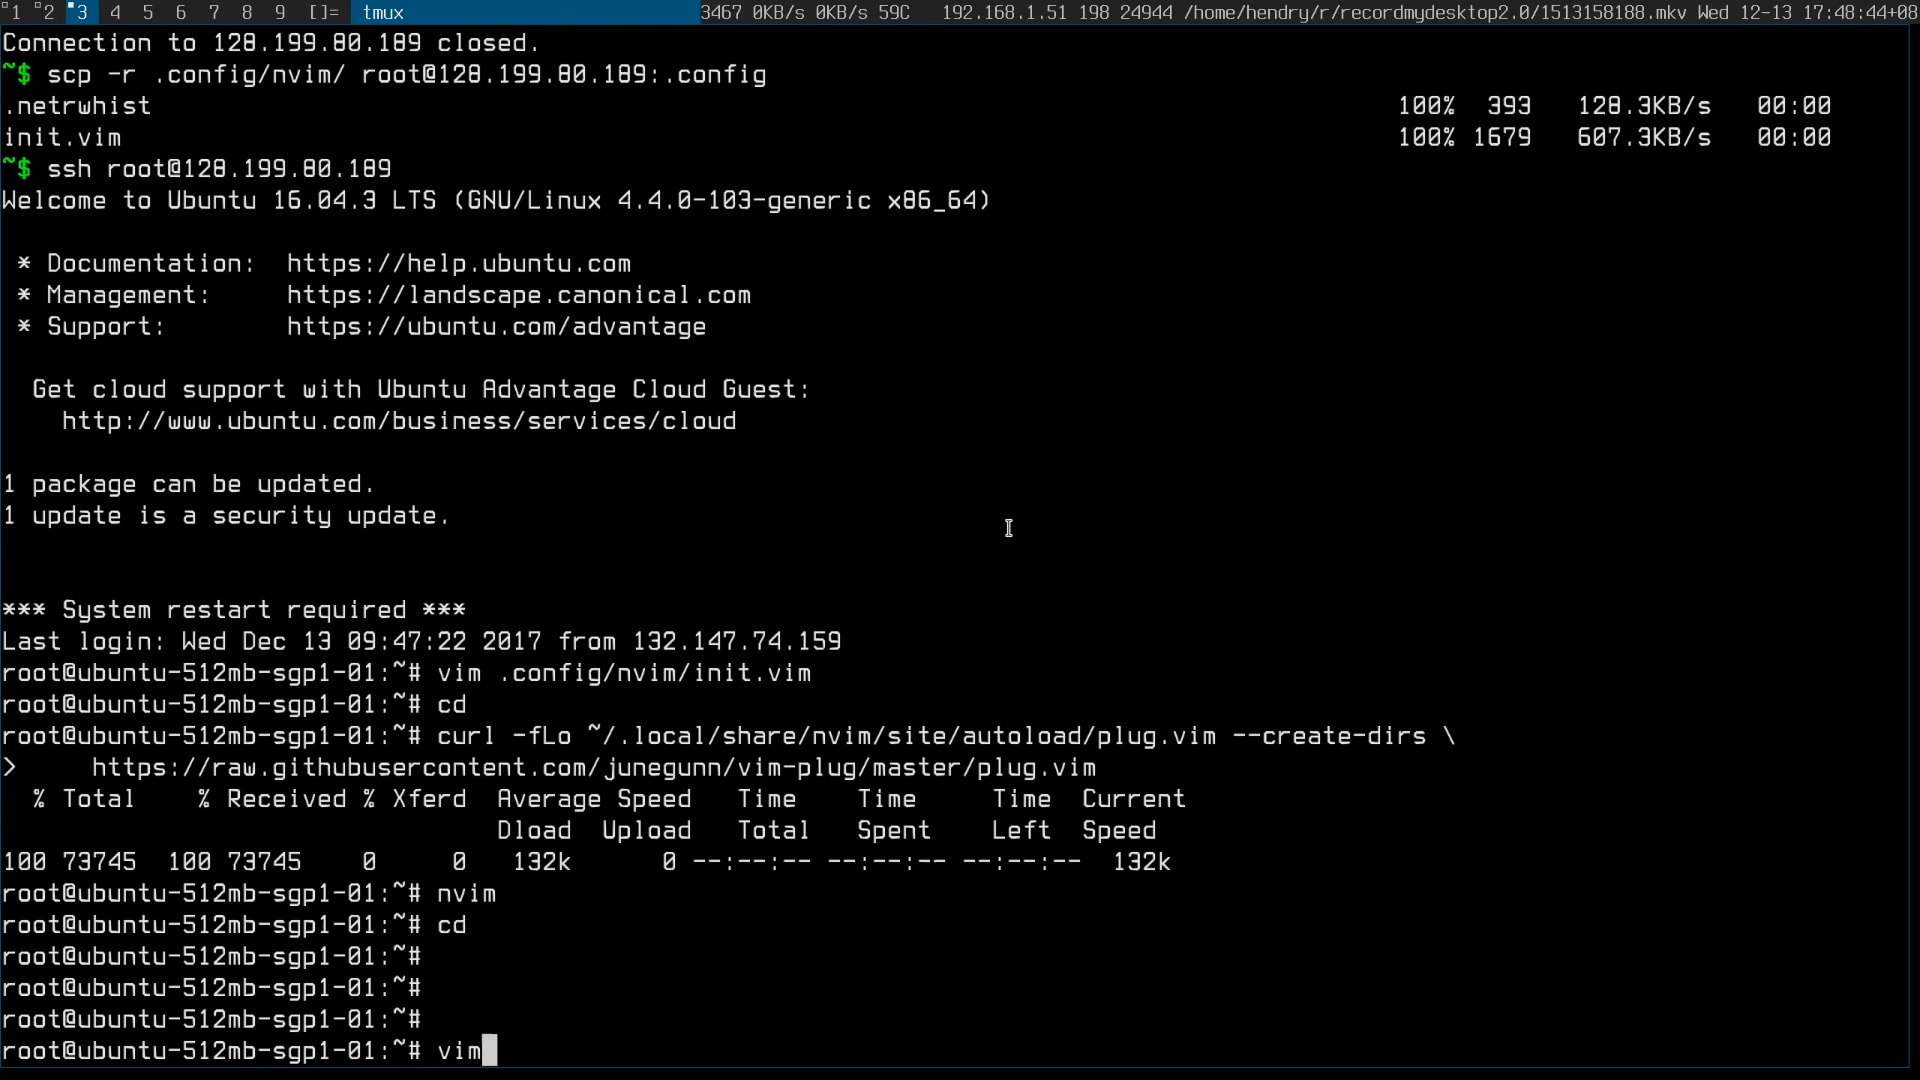 1 2 3 4 5 6 7 8 9 []= tmux 3467 0KB/s 0KB/s 59C 192.168.1.51 198 24944 /home/hendry/r/recordmydesktop2.0/1513158188.mkv Wed 12-13 17:48:44+08
Connection to 128.199.80.189 closed.
~$ scp -r .config/nvim/ root@128.199.80.189:.config
.netrwhist 100% 393 128.3KB/s 00:00
init.vim 100% 1679 607.3KB/s 00:00
~$ ssh root@128.199.80.189
Welcome to Ubuntu 16.04.3 LTS (GNU/Linux 4.4.0-103-generic x86_64)
* Documentation: https://help.ubuntu.com
* Management: https://landscape.canonical.com
* Support: https://ubuntu.com/advantage
Get cloud support with Ubuntu Advantage Cloud Guest:
http://www.ubuntu.com/business/services/cloud
1 package can be updated.
1 update is a security update.
*** System restart required ***
Last login: Wed Dec 13 09:47:22 2017 from 132.147.74.159
root@ubuntu-512mb-sgp1-01:~# vim .config/nvim/init.vim
root@ubuntu-512mb-sgp1-01:~# cd
root@ubuntu-512mb-sgp1-01:~# curl -fLo ~/.local/share/nvim/site/autoload/plug.vim --create-dirs \
> https://raw.githubusercontent.com/junegunn/vim-plug/master/plug.vim
% Total % Received % Xferd Average Speed Time Time Time Current
Dload Upload Total Spent Left Speed
100 73745 100 73745 0 0 132k 0 --:--:-- --:--:-- --:--:-- 132k
root@ubuntu-512mb-sgp1-01:~# nvim
root@ubuntu-512mb-sgp1-01:~# cd
root@ubuntu-512mb-sgp1-01:~#
root@ubuntu-512mb-sgp1-01:~#
root@ubuntu-512mb-sgp1-01:~#
root@ubuntu-512mb-sgp1-01:~# vim